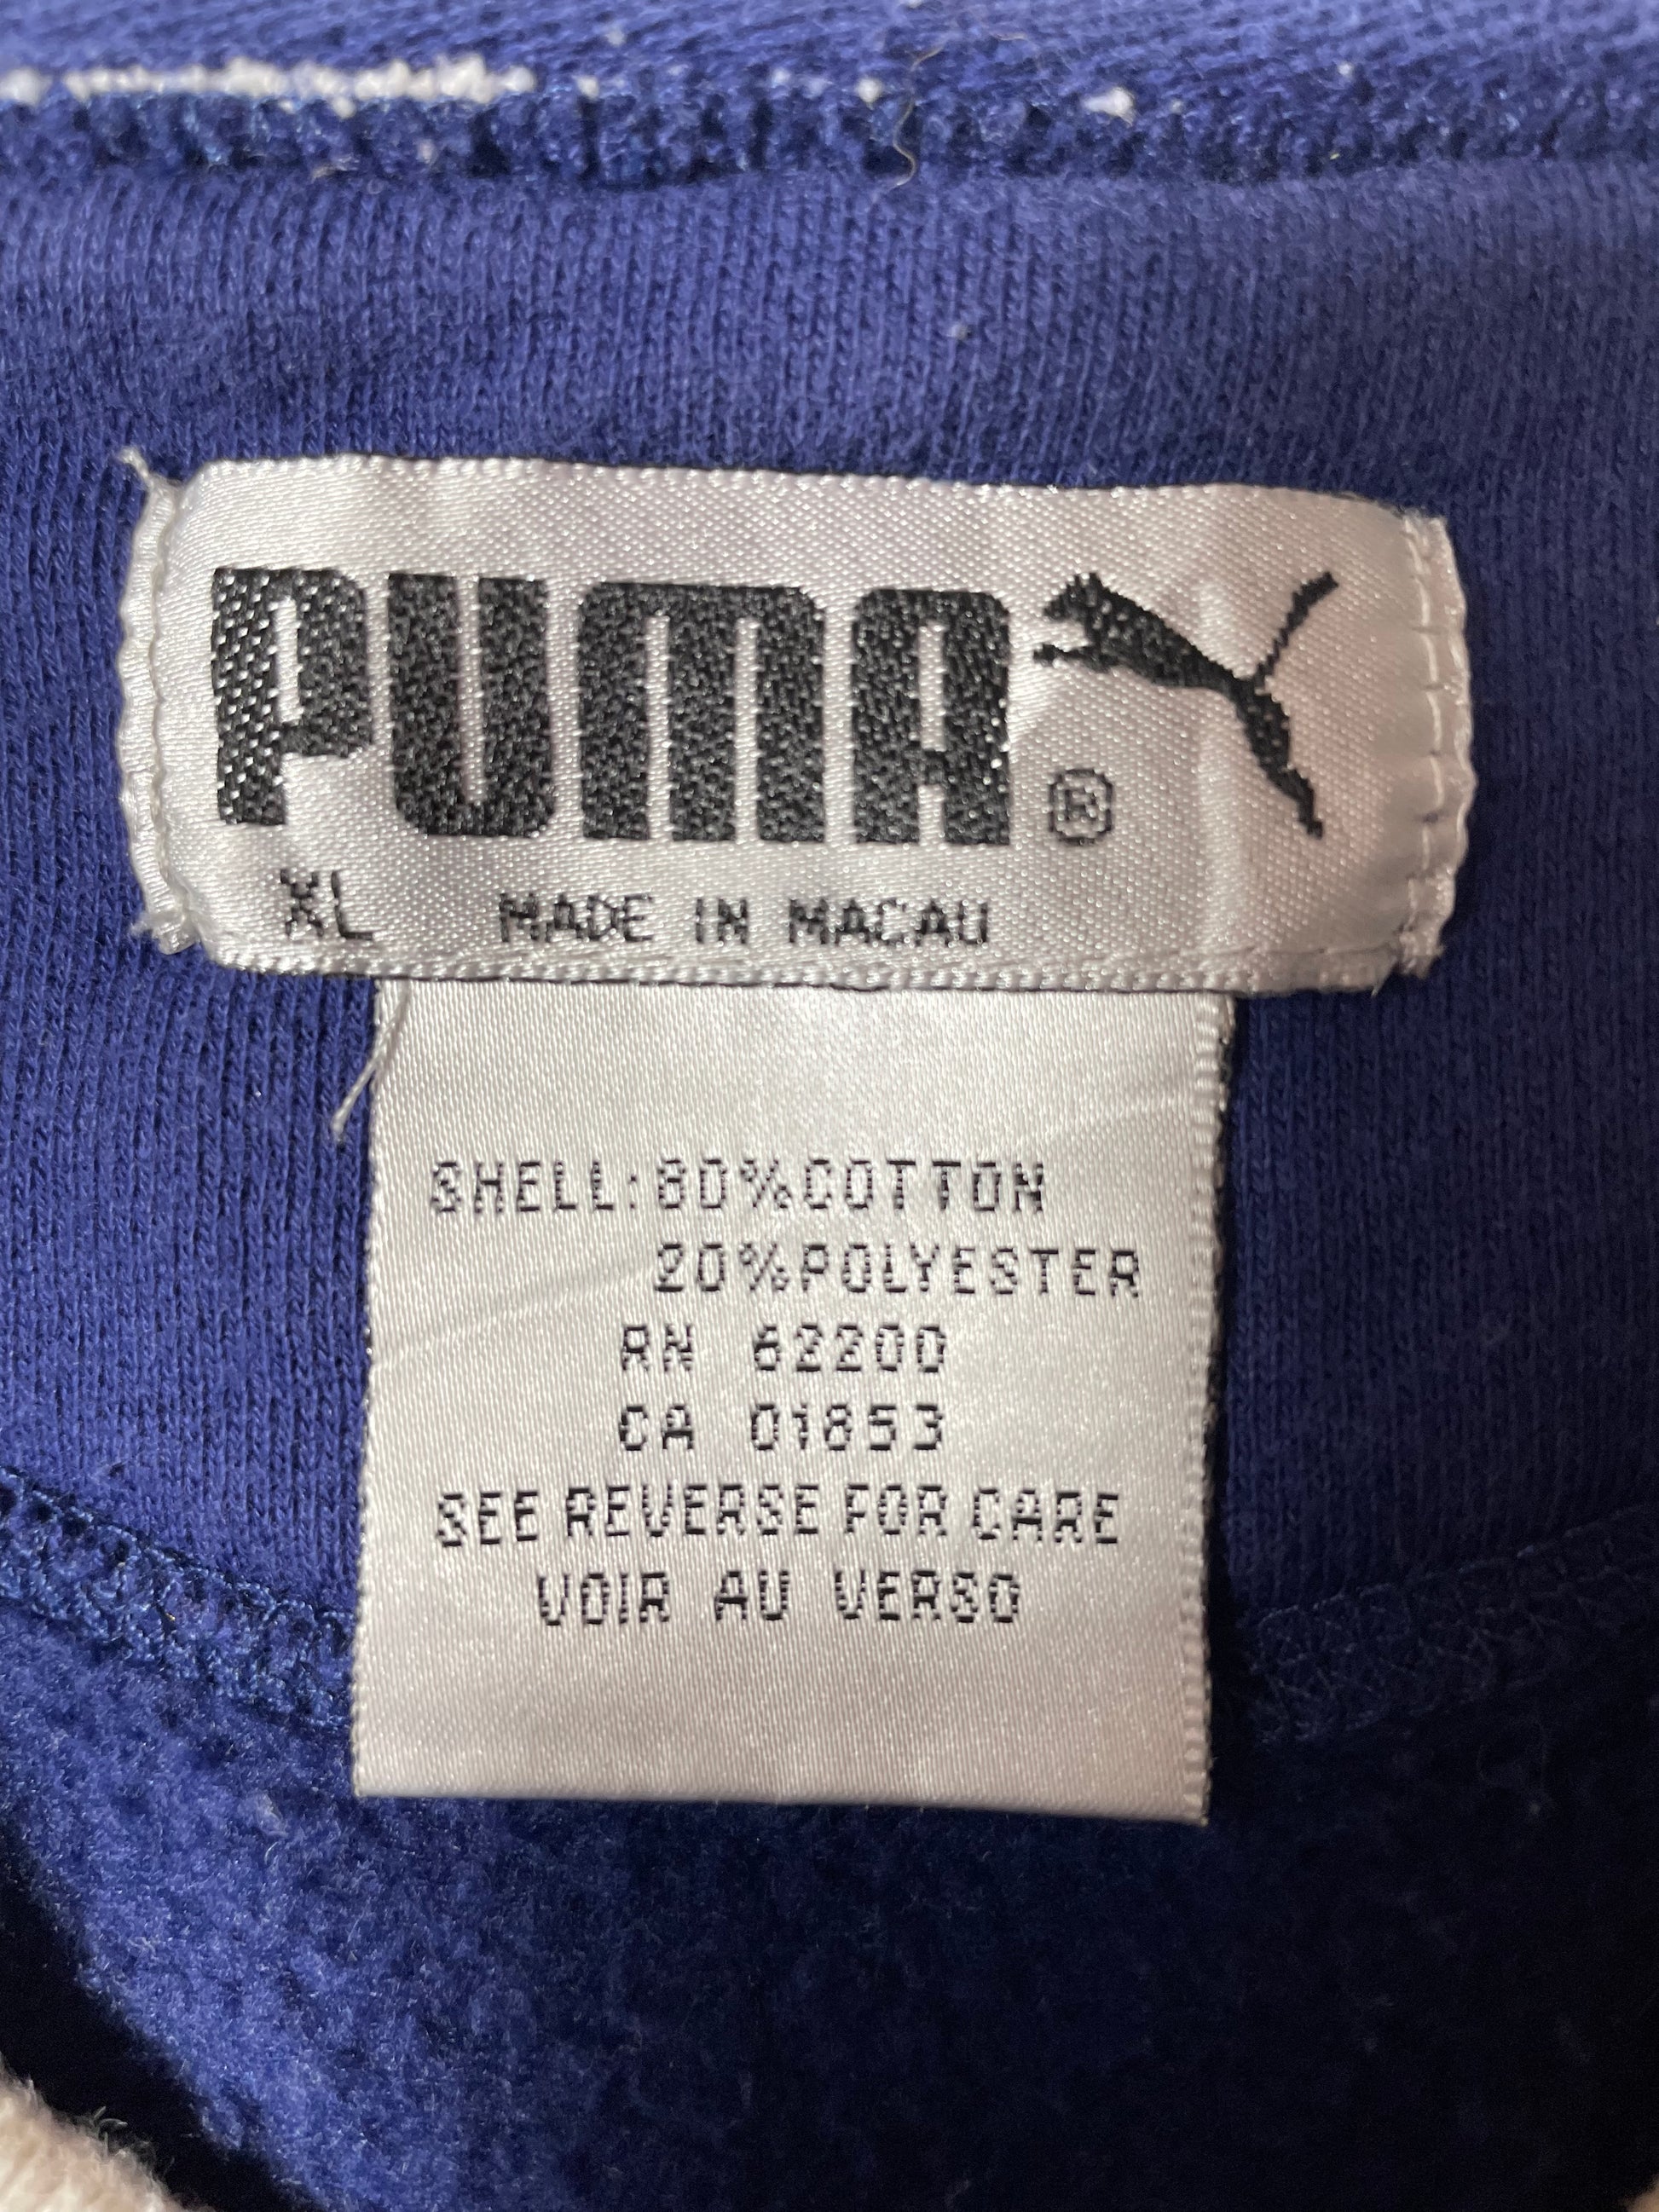 PUMA ®
XL MADE IN MACAU
SHELL: 80% COTTON
20% POLYESTER
RN 62200
CA 01853
SEE REVERSE FOR CARE
VOIR AU VERSO